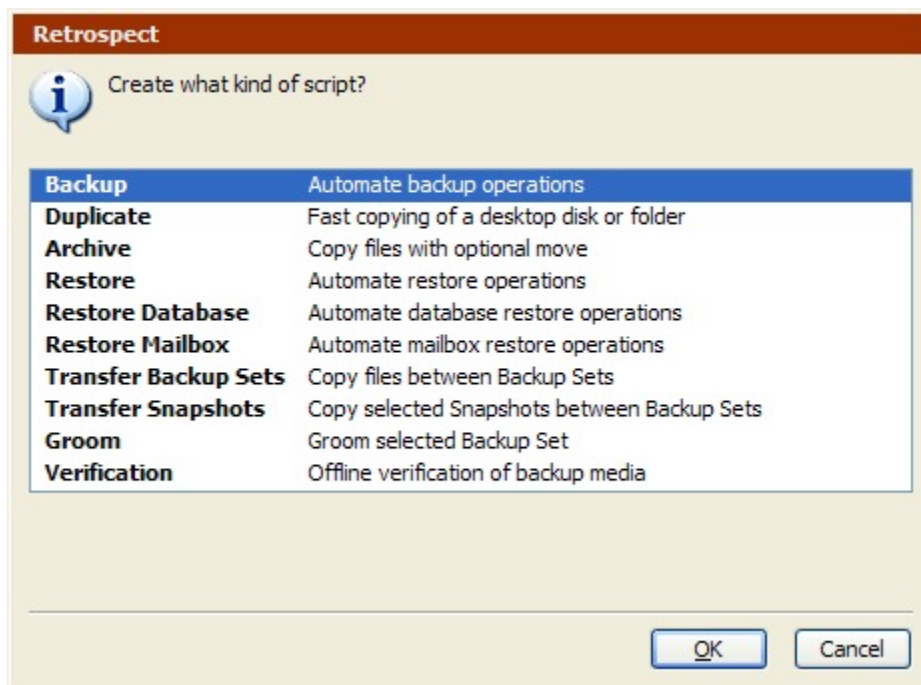 Retrospect
Create what kind of script?
Backup Automate backup operations
Duplicate Fast copying of a desktop disk or folder
Archive Copy files with optional move
Restore Automate restore operations
Restore Database Automate database restore operations
Restore Mailbox Automate mailbox restore operations
Transfer Backup Sets Copy files between Backup Sets
Transfer Snapshots Copy selected Snapshots between Backup Sets
Groom Groom selected Backup Set
Verification Offline verification of backup media
OK Cancel